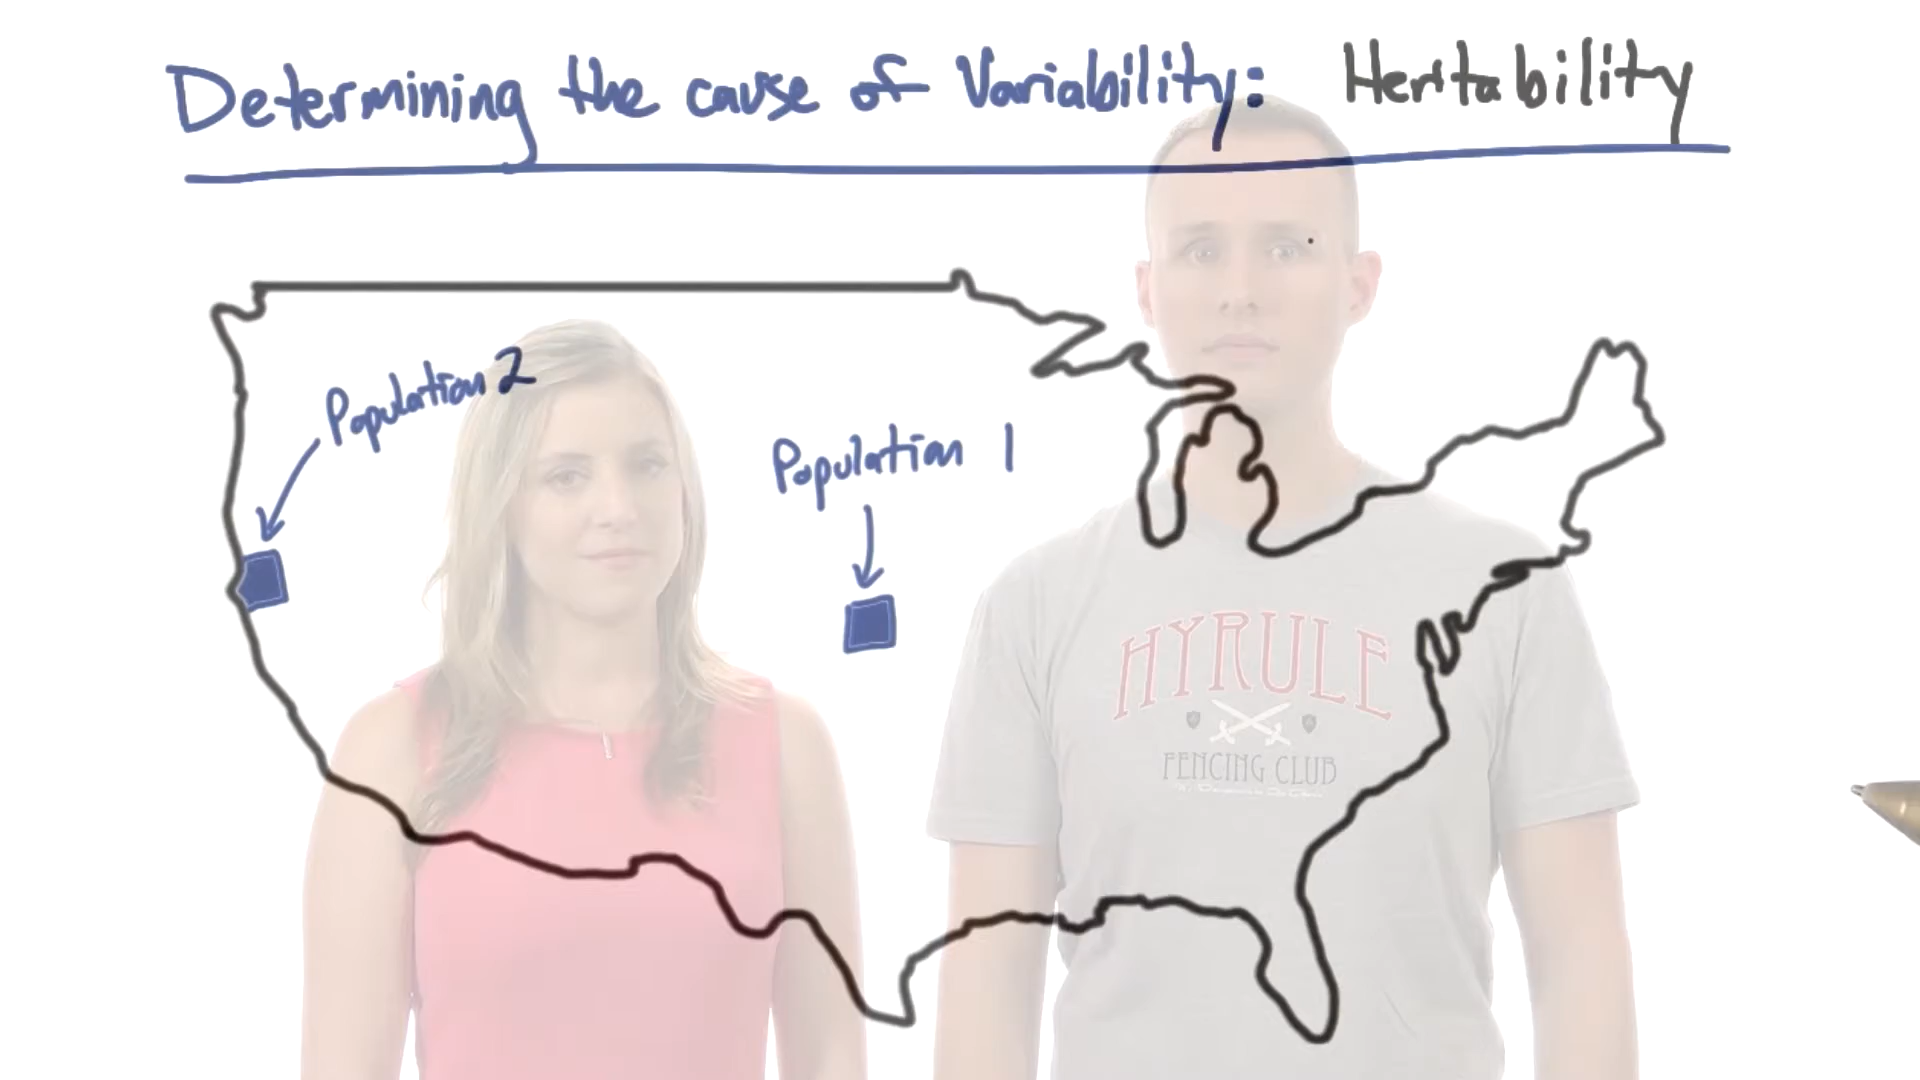 Determining the cause of Variability: Heritability
Population 2
Population 1
HYRULE
FENCING CLUB